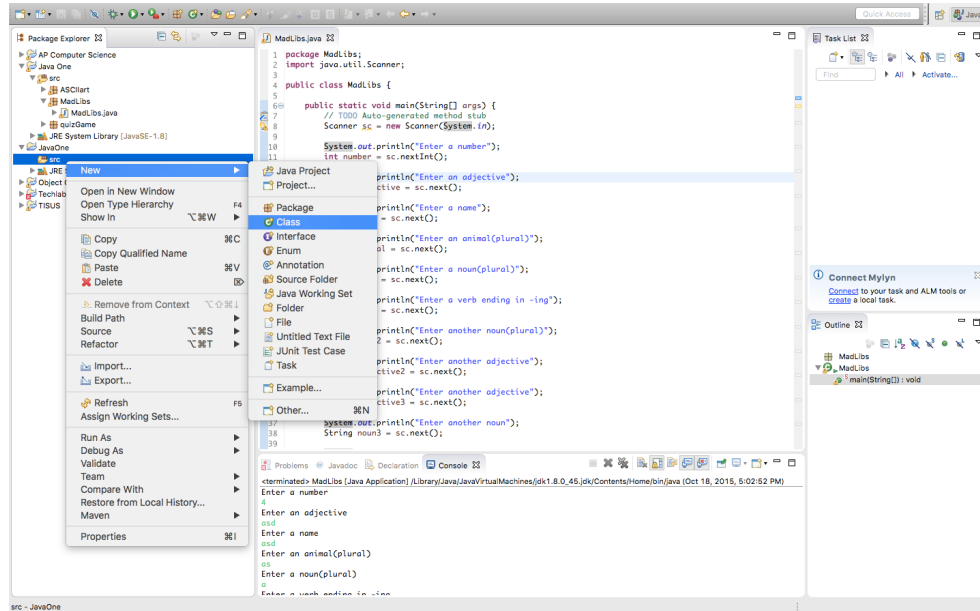 Quick Access
Java
Package Explorer
AP Computer Science
Java One
src
ASCIIart
MadLibs
MadLibs.java
quizGame
JRE System Library [JavaSE-1.8]
JavaOne
src
JRE
Object
Techlab
TISUS
New
Open in New Window
Open Type Hierarchy F4
Show In ⌥⌘W
Copy ⌘C
Copy Qualified Name
Paste ⌘V
Delete ⌦
Remove from Context ⌥⇧⌘↓
Build Path
Source ⌥⌘S
Refactor ⌥⌘T
Import...
Export...
Refresh F5
Assign Working Sets...
Run As
Debug As
Validate
Team
Compare With
Restore from Local History...
Maven
Properties ⌘I
Java Project
Project...
Package
Class
Interface
Enum
Annotation
Source Folder
Java Working Set
Folder
File
Untitled Text File
JUnit Test Case
Task
Example...
Other... ⌘N
MadLibs.java
1 package MadLibs;
2 import java.util.Scanner;
3
4 public class MadLibs {
5
6 public static void main(String[] args) {
7 // TODO Auto-generated method stub
8 Scanner sc = new Scanner(System.in);
9
10 System.out.println("Enter a number");
11 int number = sc.nextInt();
println("Enter an adjective");
ctive = sc.next();
println("Enter a name");
= sc.next();
println("Enter an animal(plural)");
al = sc.next();
println("Enter a noun(plural)");
= sc.next();
println("Enter a verb ending in -ing");
= sc.next();
println("Enter another noun(plural)");
2 = sc.next();
println("Enter another adjective");
ctive2 = sc.next();
println("Enter another adjective");
ctive3 = sc.next();
37 System.out.println("Enter another noun");
38 String noun3 = sc.next();
39
Problems Javadoc Declaration Console
<terminated> MadLibs [Java Application] /Library/Java/JavaVirtualMachines/jdk1.8.0_45.jdk/Contents/Home/bin/java (Oct 18, 2015, 5:02:52 PM)
Enter a number
4
Enter an adjective
asd
Enter a name
asd
Enter an animal(plural)
as
Enter a noun(plural)
a
Enter a verb ending in -ing
Task List
Find All Activate...
Connect Mylyn
Connect to your task and ALM tools or
create a local task.
Outline
MadLibs
MadLibs
main(String[]) : void
src - JavaOne